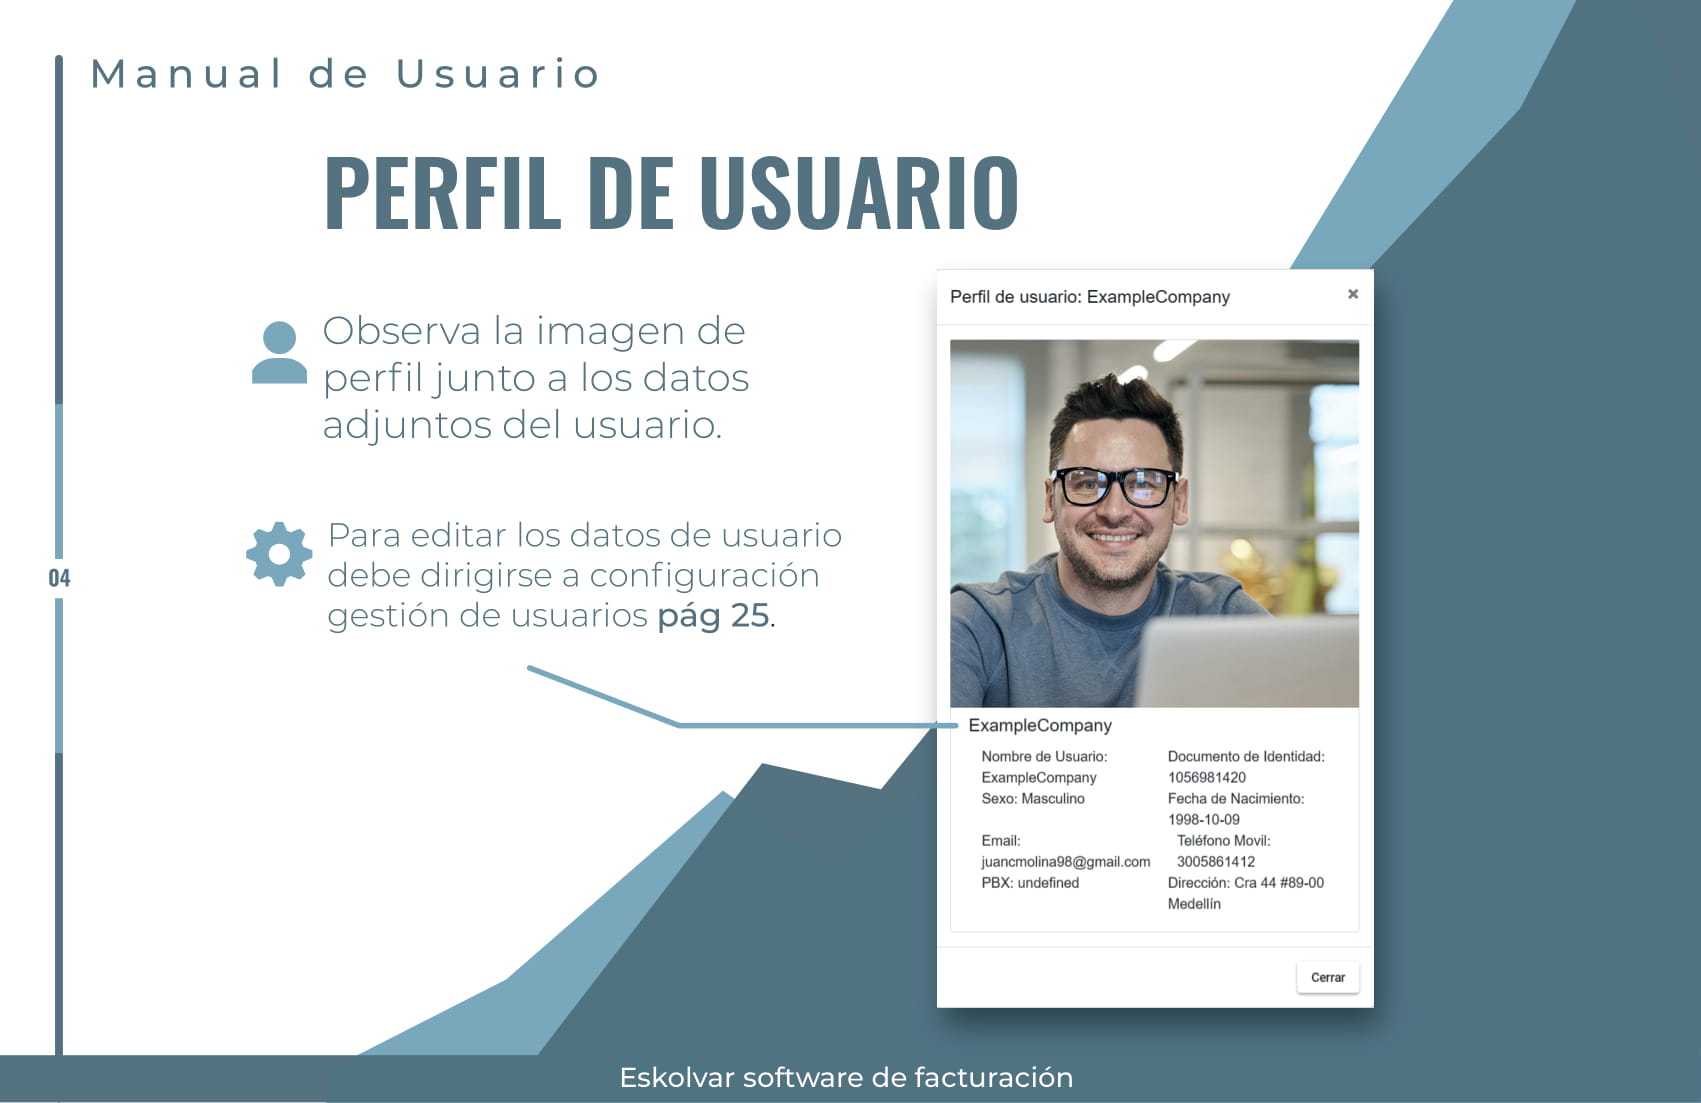 Manual de Usuario
PERFIL DE USUARIO
Observa la imagen de
perfil junto a los datos
adjuntos del usuario.
Para editar los datos de usuario
debe dirigirse a configuración
gestión de usuarios pág 25.
04
Perfil de usuario: ExampleCompany
×
ExampleCompany
Nombre de Usuario:
ExampleCompany
Sexo: Masculino
Email:
juancmolina98@gmail.com
PBX: undefined
Documento de Identidad:
1056981420
Fecha de Nacimiento:
1998-10-09
Teléfono Movil:
3005861412
Dirección: Cra 44 #89-00
Medellín
Cerrar
Eskolvar software de facturación